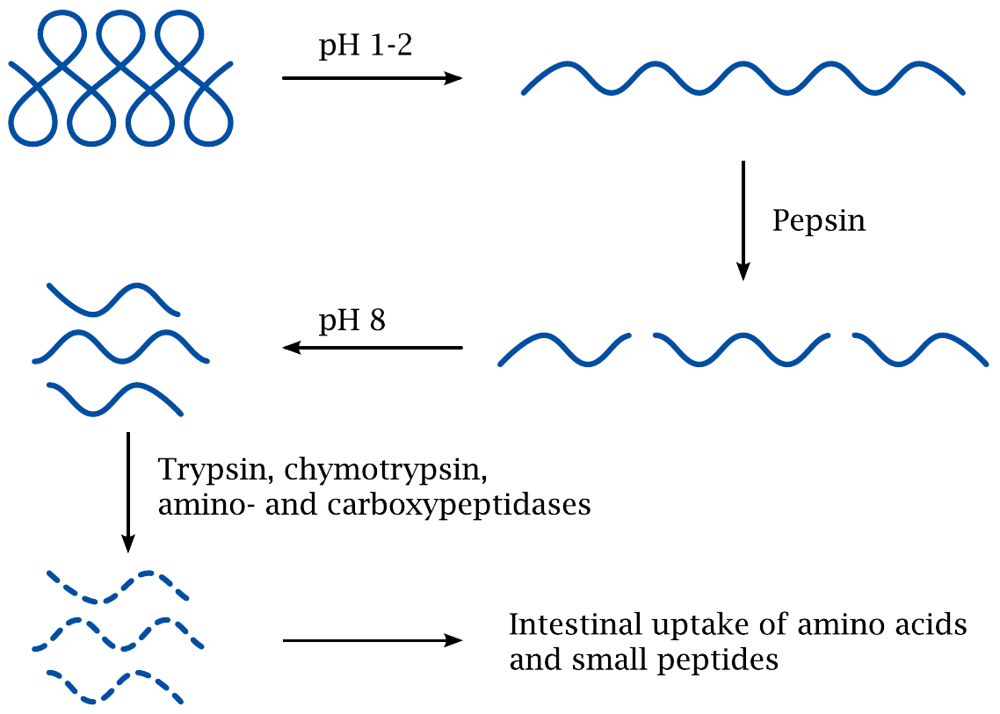 pH 1-2
Pepsin
pH 8
Trypsin, chymotrypsin,
amino- and carboxypeptidases
Intestinal uptake of amino acids
and small peptides